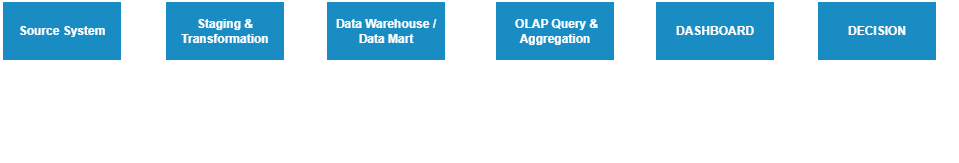 Source System
Staging &
Transformation
Data Warehouse /
Data Mart
OLAP Query &
Aggregation
DASHBOARD
DECISION